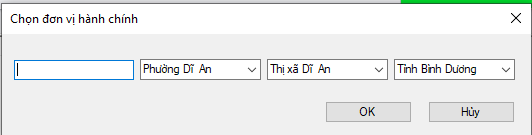 Chọn đơn vị hành chính
Phường Dĩ An Thị xã Dĩ An Tỉnh Bình Dương
OK Hủy